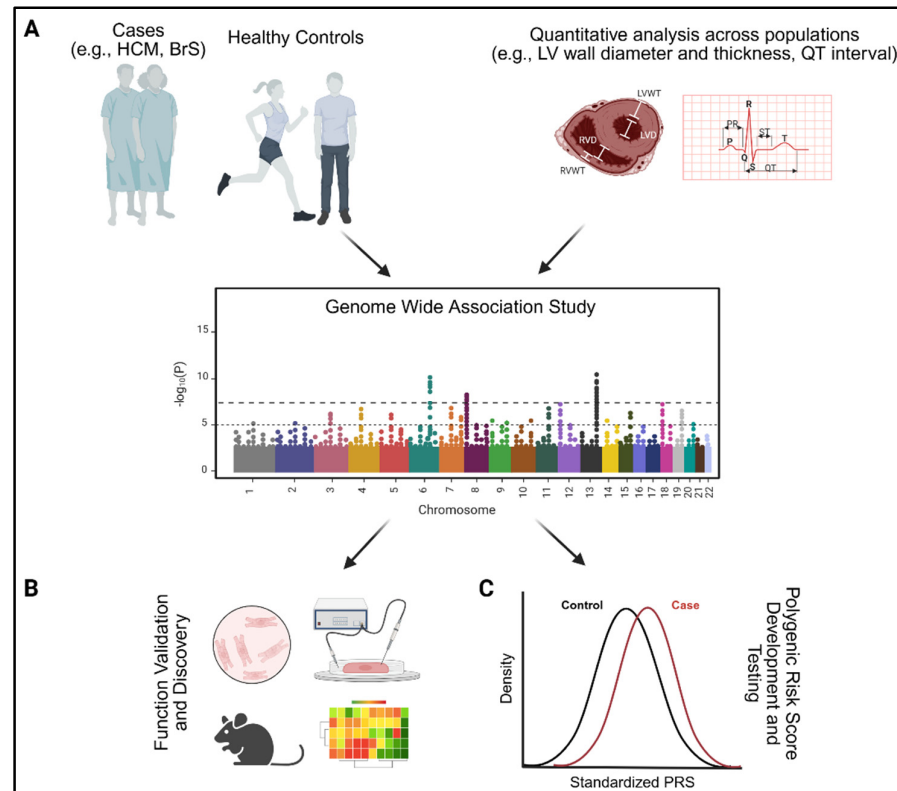 A
Cases
(e.g., HCM, BrS)
Healthy Controls
Quantitative analysis across populations
(e.g., LV wall diameter and thickness, QT interval)
LVWT
LVD
RVD
RVWT
R
PR
ST
P
T
Q
S
QT
Genome Wide Association Study
-log₁₀(P)
15
10
5
0
1
2
3
4
5
6
7
8
9
10
11
12
13
14
15
16
17
18
19
20
21
22
Chromosome
B
Function Validation
and Discovery
C
Control
Case
Density
Standardized PRS
Polygenic Risk Score
Development and
Testing